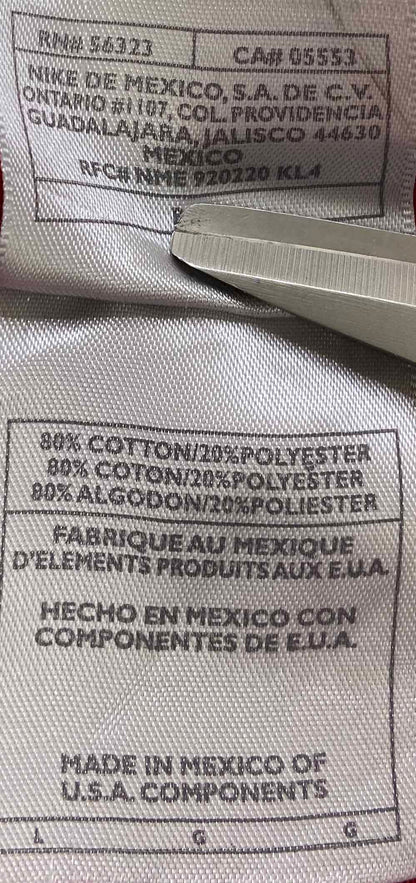 RN# 56323 CA# 05553
NIKE DE MEXICO, S.A. DE C.V.
ONTARIO #1107, COL. PROVIDENCIA
GUADALAJARA, JALISCO 44630
MEXICO
RFC# NME 920220 KL4
80% COTTON/20%POLYESTER
80% COTON/20%POLYESTER
80% ALGODON/20%POLIESTER
FABRIQUE AU MEXIQUE
D'ELEMENTS PRODUITS AUX E.U.A.
HECHO EN MEXICO CON
COMPONENTES DE E.U.A.
MADE IN MEXICO OF
U.S.A. COMPONENTS
L G G